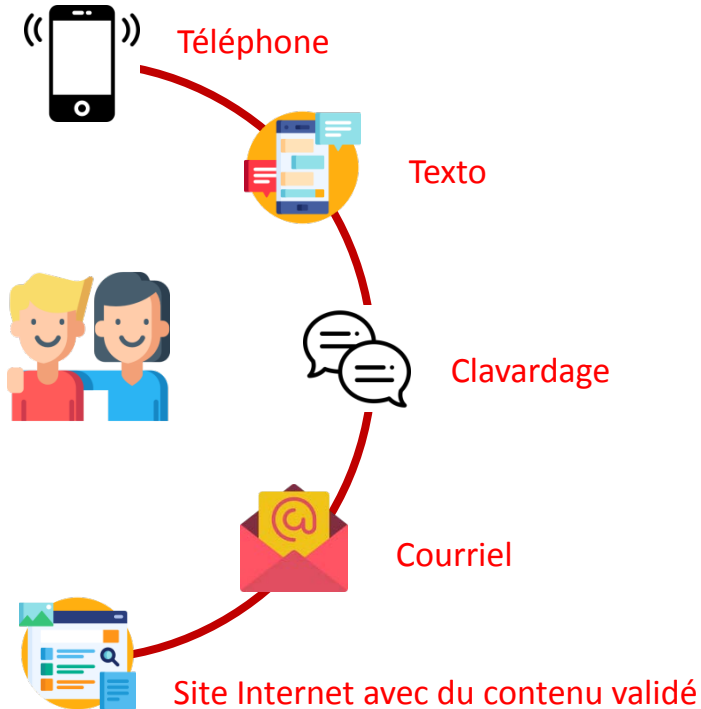 Téléphone
Texto
Clavardage
Courriel
Site Internet avec du contenu validé